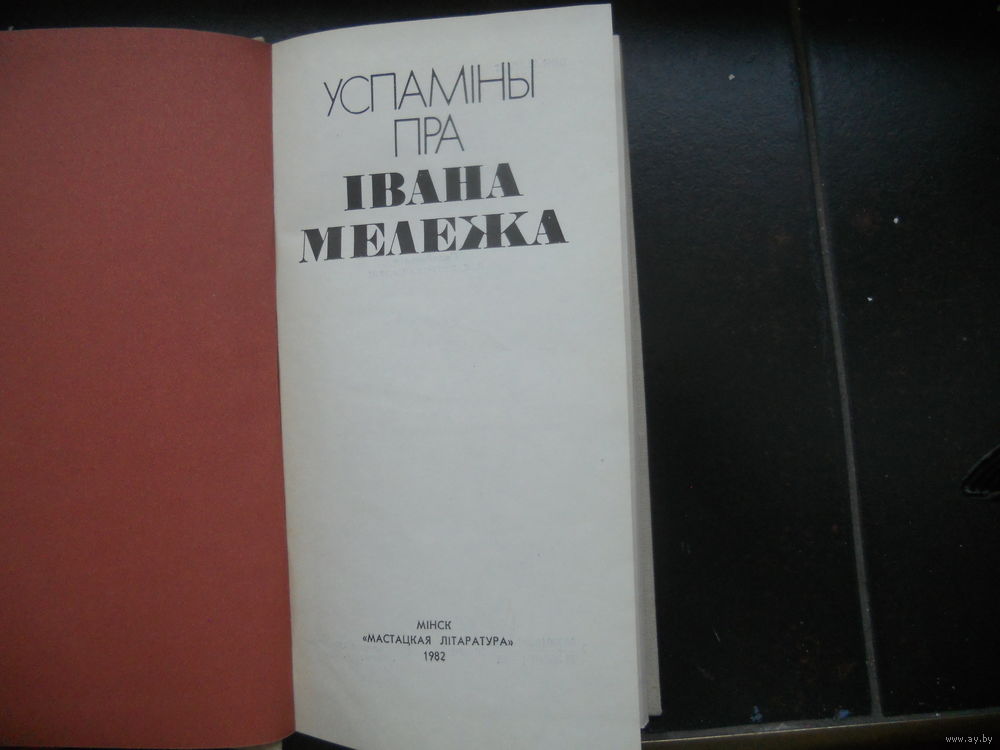 УСПАМІНЫ
ПРА
ІВАНА
МЕЛЕЖА
МІНСК
«МАСТАЦКАЯ ЛІТАРАТУРА»
1982
www.ay.by